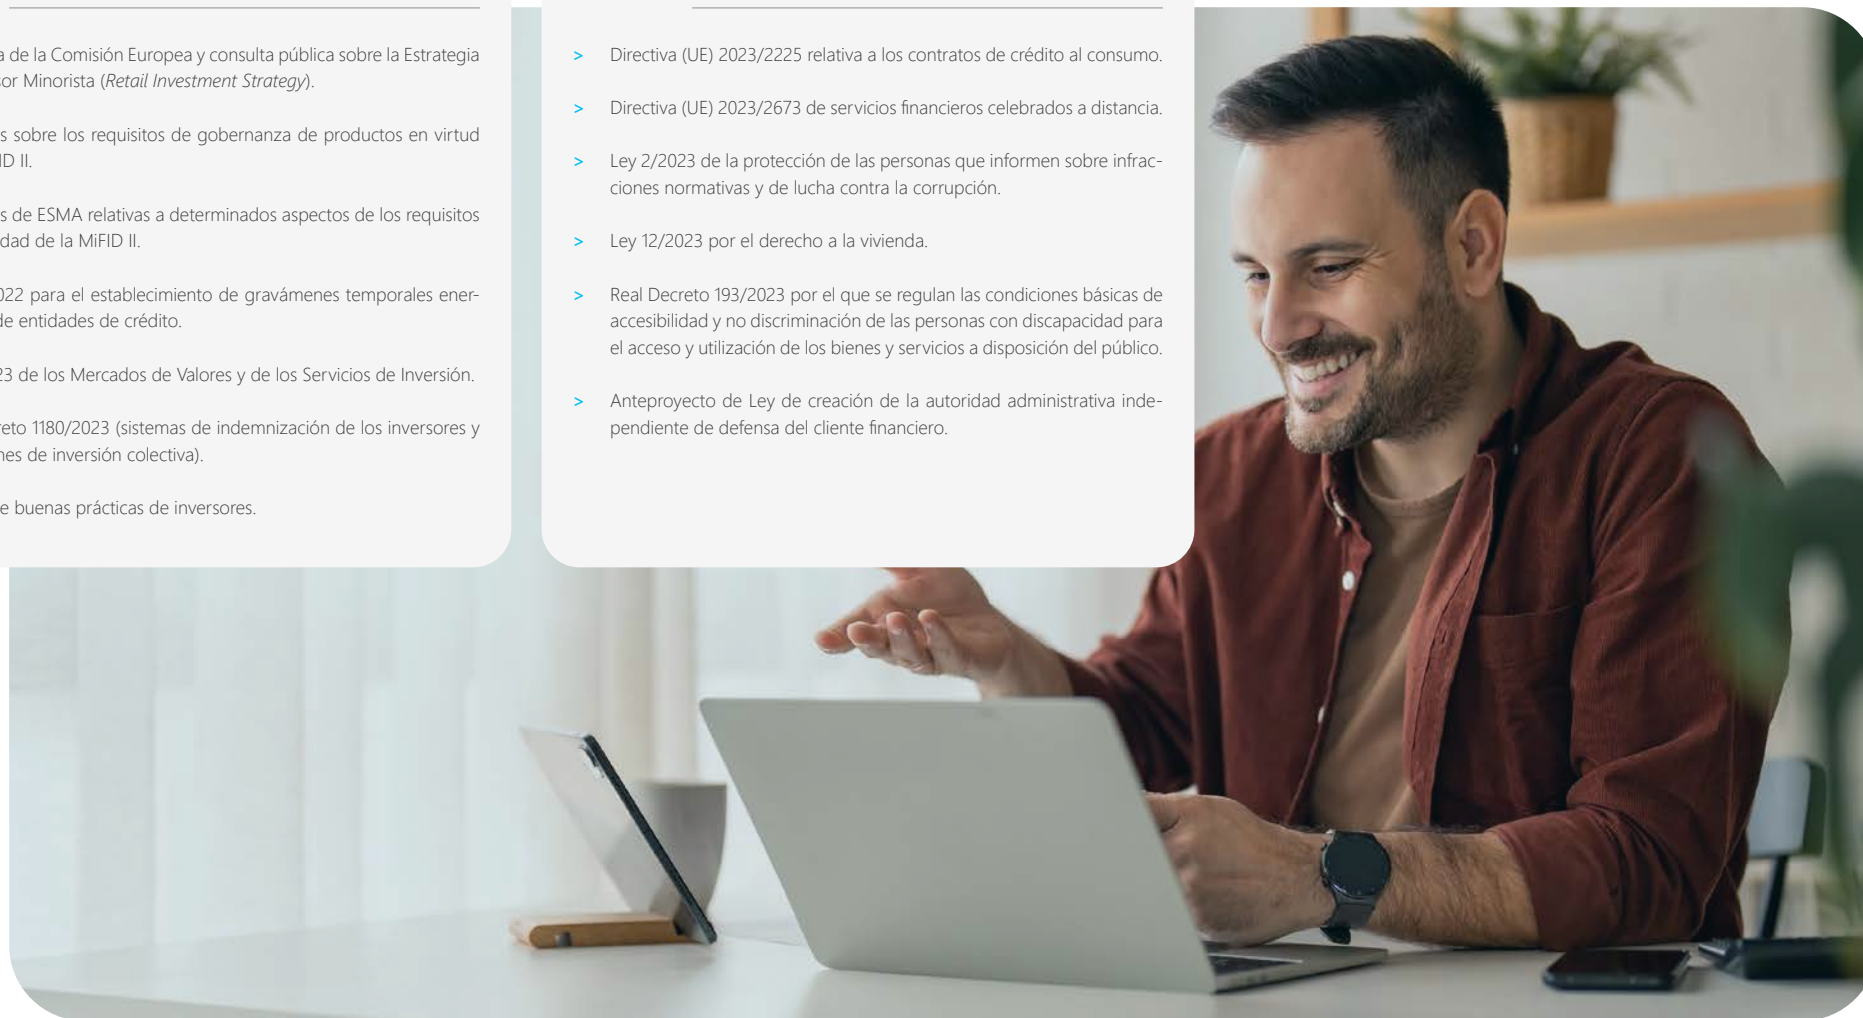 a de la Comisión Europea y consulta pública sobre la Estrategia
sor Minorista (Retail Investment Strategy).
s sobre los requisitos de gobernanza de productos en virtud
D II.
s de ESMA relativas a determinados aspectos de los requisitos
dad de la MiFID II.
022 para el establecimiento de gravámenes temporales ener-
de entidades de crédito.
23 de los Mercados de Valores y de los Servicios de Inversión.
reto 1180/2023 (sistemas de indemnización de los inversores y
nes de inversión colectiva).
e buenas prácticas de inversores.
> Directiva (UE) 2023/2225 relativa a los contratos de crédito al consumo.
> Directiva (UE) 2023/2673 de servicios financieros celebrados a distancia.
> Ley 2/2023 de la protección de las personas que informen sobre infrac-
ciones normativas y de lucha contra la corrupción.
> Ley 12/2023 por el derecho a la vivienda.
> Real Decreto 193/2023 por el que se regulan las condiciones básicas de
accesibilidad y no discriminación de las personas con discapacidad para
el acceso y utilización de los bienes y servicios a disposición del público.
> Anteproyecto de Ley de creación de la autoridad administrativa inde-
pendiente de defensa del cliente financiero.